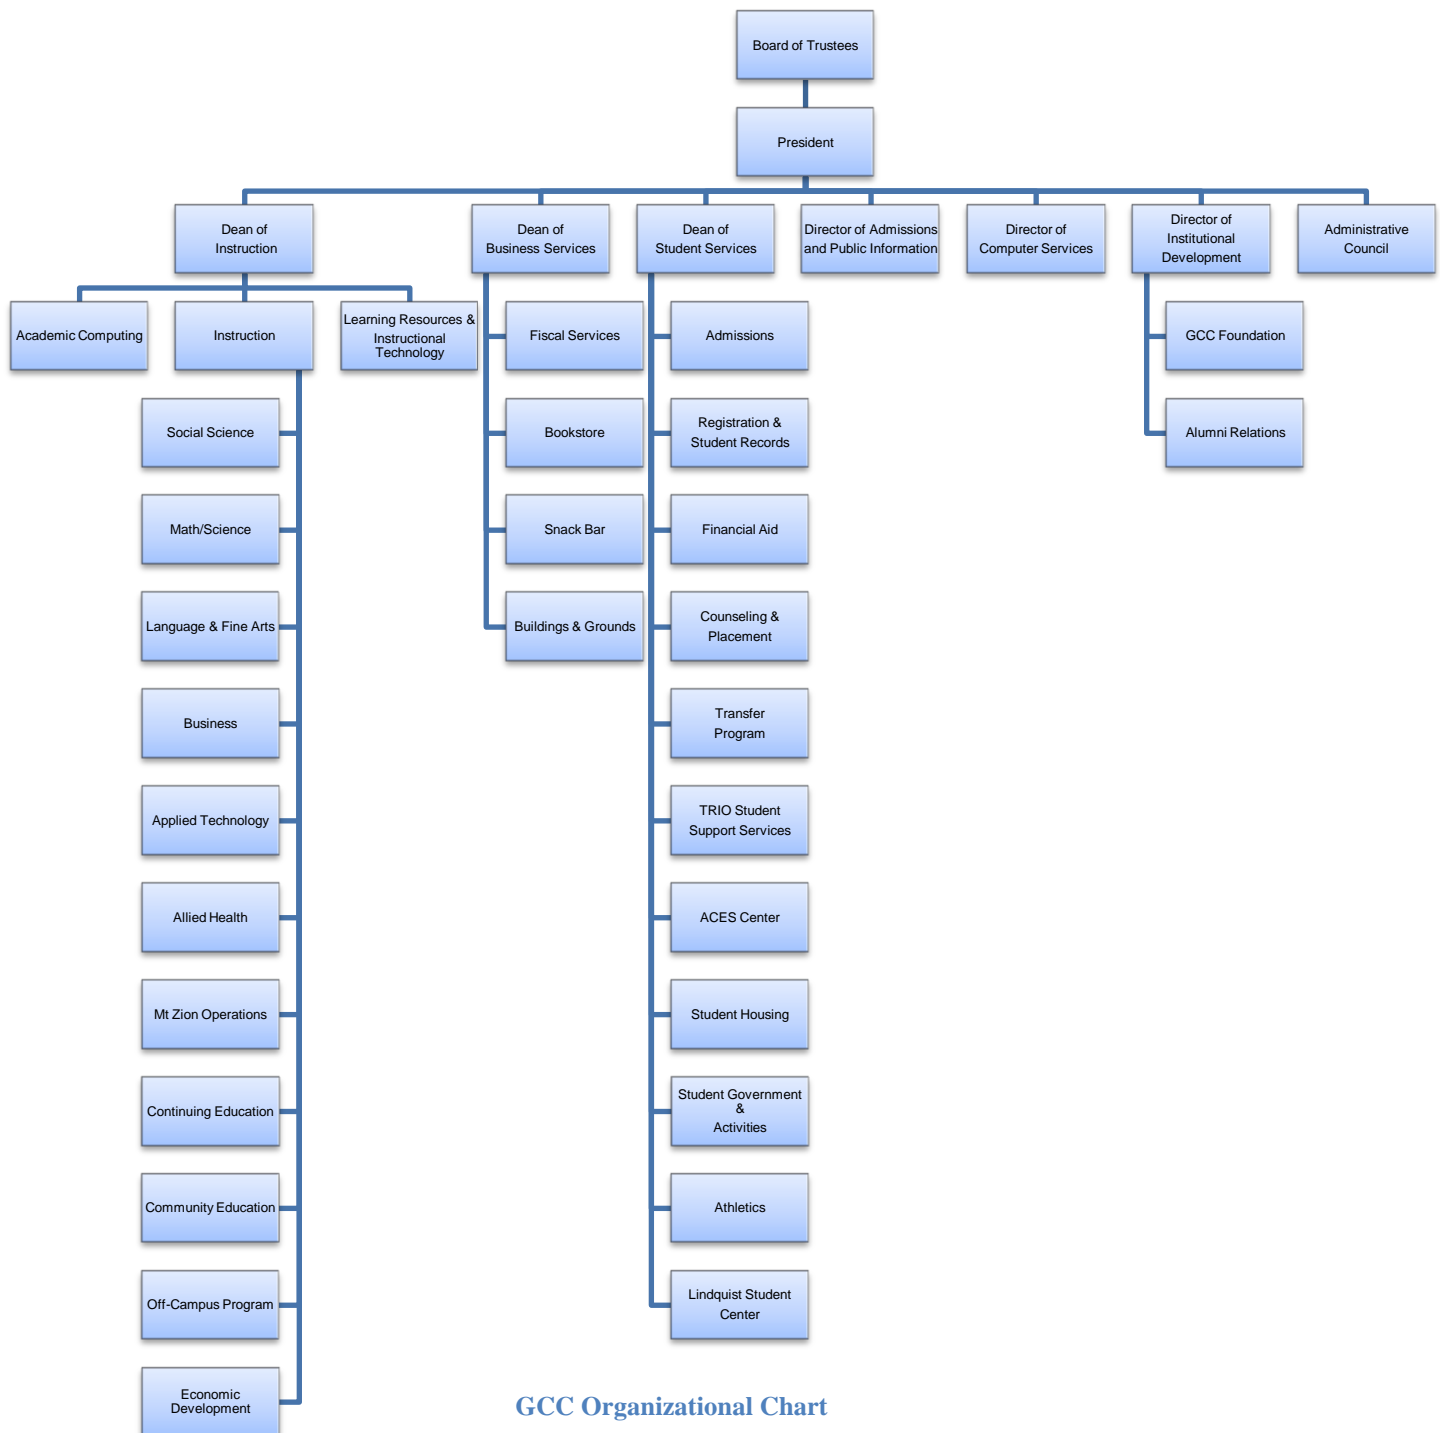 Board of Trustees
President
Dean of
Instruction
Dean of
Business Services
Dean of
Student Services
Director of Admissions
and Public Information
Director of
Computer Services
Director of
Institutional
Development
Administrative
Council
Academic Computing
Instruction
Learning Resources &
Instructional
Technology
Fiscal Services
Admissions
GCC Foundation
Social Science
Bookstore
Registration &
Student Records
Alumni Relations
Math/Science
Snack Bar
Financial Aid
Language & Fine Arts
Buildings & Grounds
Counseling &
Placement
Business
Transfer
Program
Applied Technology
TRIO Student
Support Services
Allied Health
ACES Center
Mt Zion Operations
Student Housing
Continuing Education
Student Government
&
Activities
Community Education
Athletics
Off-Campus Program
Lindquist Student
Center
Economic
Development
GCC Organizational Chart